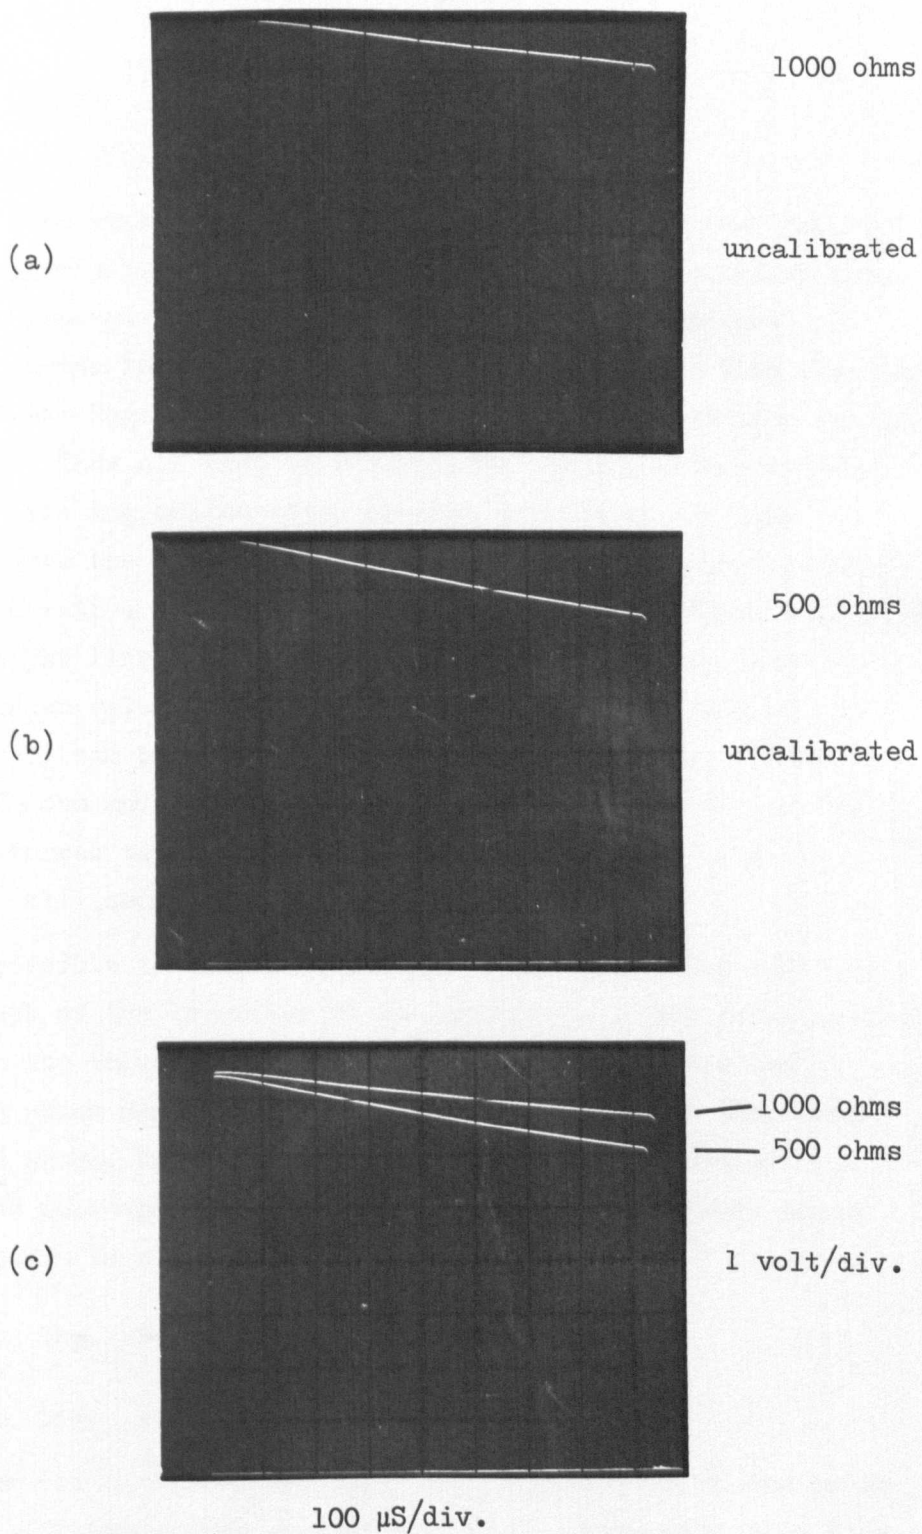 1000 ohms
(a)
uncalibrated
500 ohms
(b)
uncalibrated
1000 ohms
500 ohms
(c)
1 volt/div.
100 μS/div.